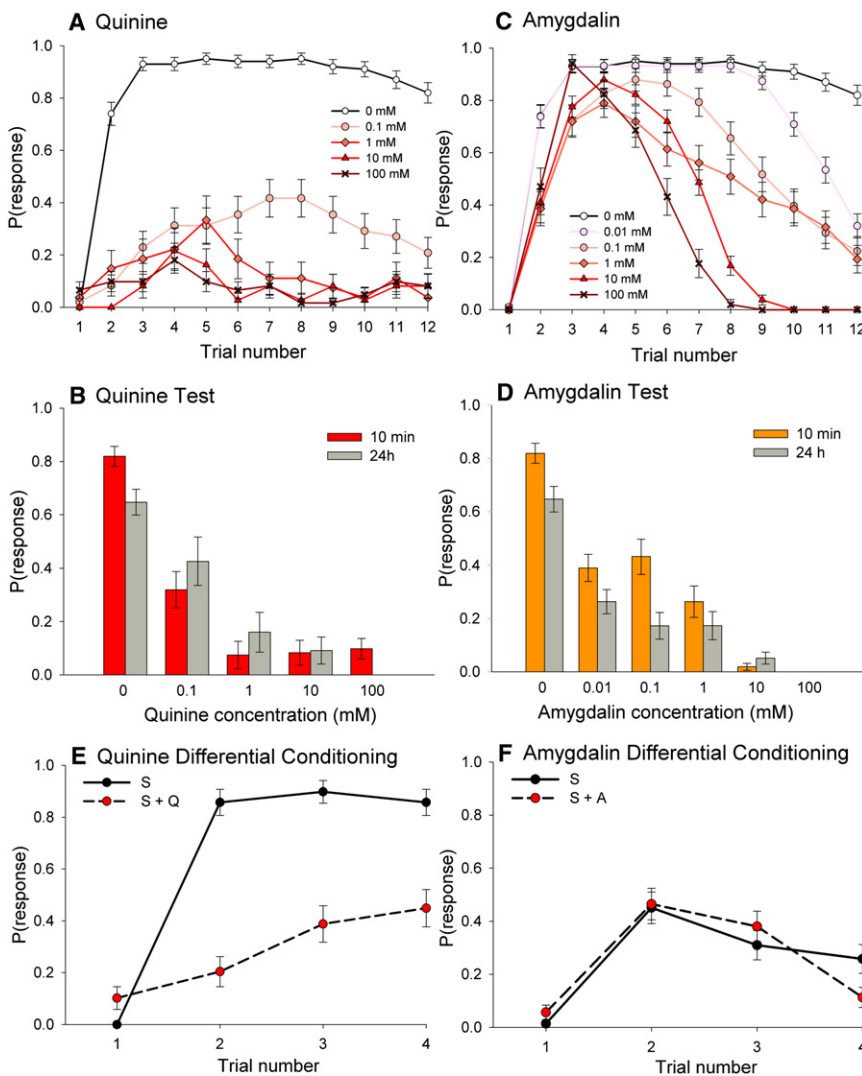 A Quinine
P(response)
1.0
0.8
0.6
0.4
0.2
0.0
0 mM
0.1 mM
1 mM
10 mM
100 mM
1 2 3 4 5 6 7 8 9 10 11 12
Trial number
C Amygdalin
P(response)
1.0
0.8
0.6
0.4
0.2
0.0
0 mM
0.01 mM
0.1 mM
1 mM
10 mM
100 mM
1 2 3 4 5 6 7 8 9 10 11 12
Trial number
B Quinine Test
P(response)
1.0
0.8
0.6
0.4
0.2
0.0
10 min
24h
0 0.1 1 10 100
Quinine concentration (mM)
D Amygdalin Test
P(response)
1.0
0.8
0.6
0.4
0.2
0.0
10 min
24 h
0 0.01 0.1 1 10 100
Amygdalin concentration (mM)
E Quinine Differential Conditioning
P(response)
1.0
0.8
0.6
0.4
0.2
0.0
S
S + Q
1 2 3 4
Trial number
F Amygdalin Differential Conditioning
P(response)
1.0
0.8
0.6
0.4
0.2
0.0
S
S + A
1 2 3 4
Trial number